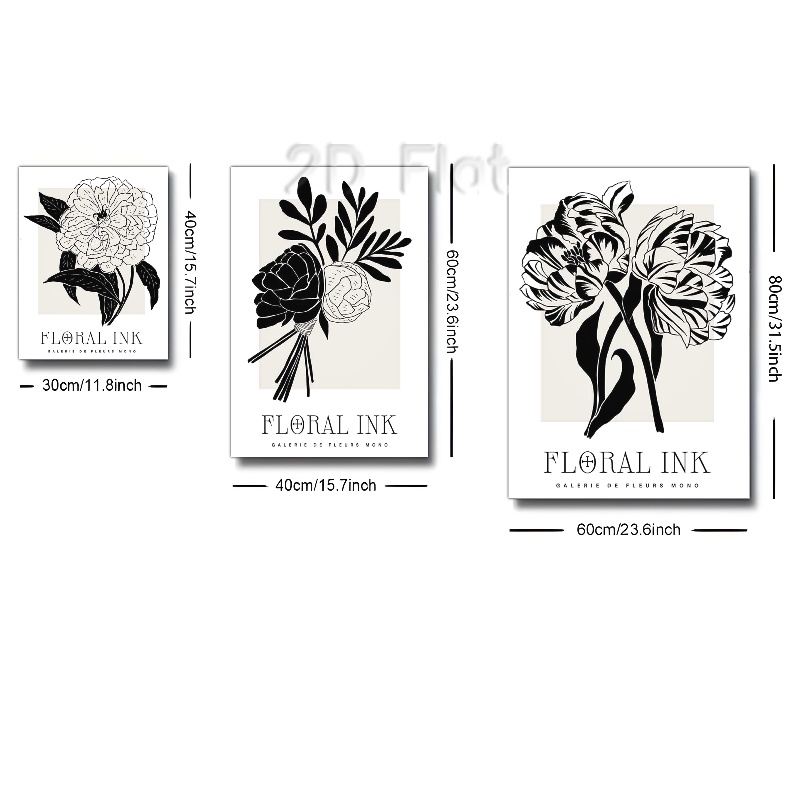 2D Flat
40cm/15.7inch
FLORAL INK
GALERIE DE FLEURS MONO
30cm/11.8inch
60cm/23.6inch
FLORAL INK
GALERIE DE FLEURS MONO
40cm/15.7inch
80cm/31.5inch
FLORAL INK
GALERIE DE FLEURS MONO
60cm/23.6inch